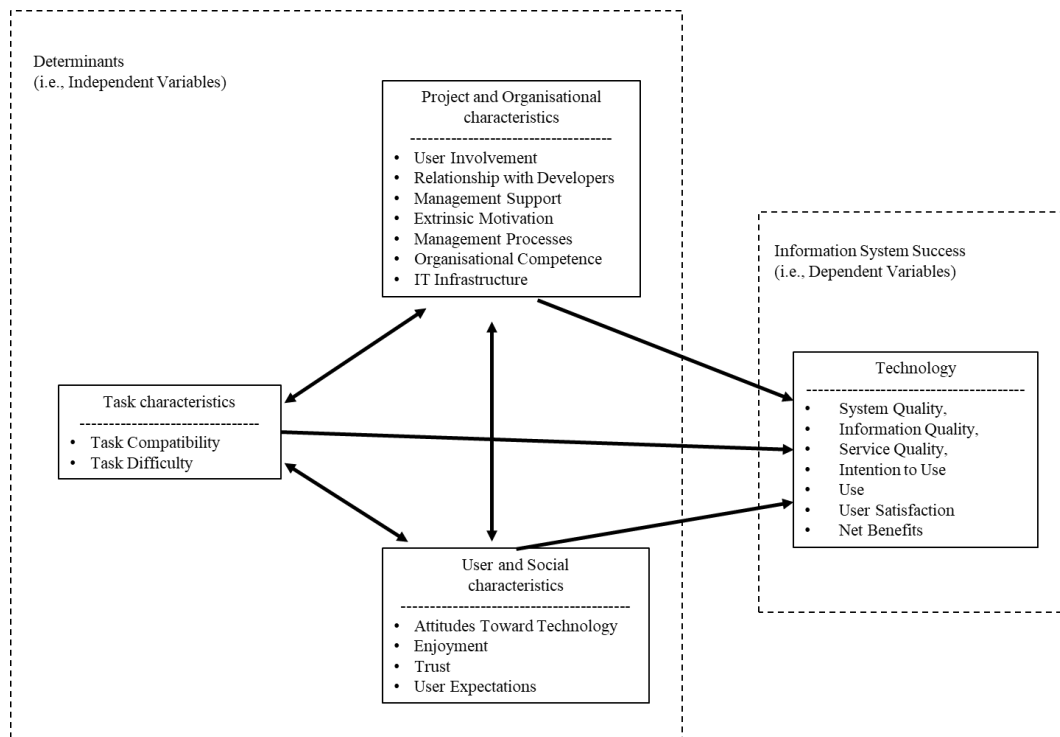 Determinants
(i.e., Independent Variables)
Project and Organisational
characteristics
• User Involvement
• Relationship with Developers
• Management Support
• Extrinsic Motivation
• Management Processes
• Organisational Competence
• IT Infrastructure
Information System Success
(i.e., Dependent Variables)
Task characteristics
• Task Compatibility
• Task Difficulty
Technology
• System Quality,
• Information Quality,
• Service Quality,
• Intention to Use
• Use
• User Satisfaction
• Net Benefits
User and Social
characteristics
• Attitudes Toward Technology
• Enjoyment
• Trust
• User Expectations